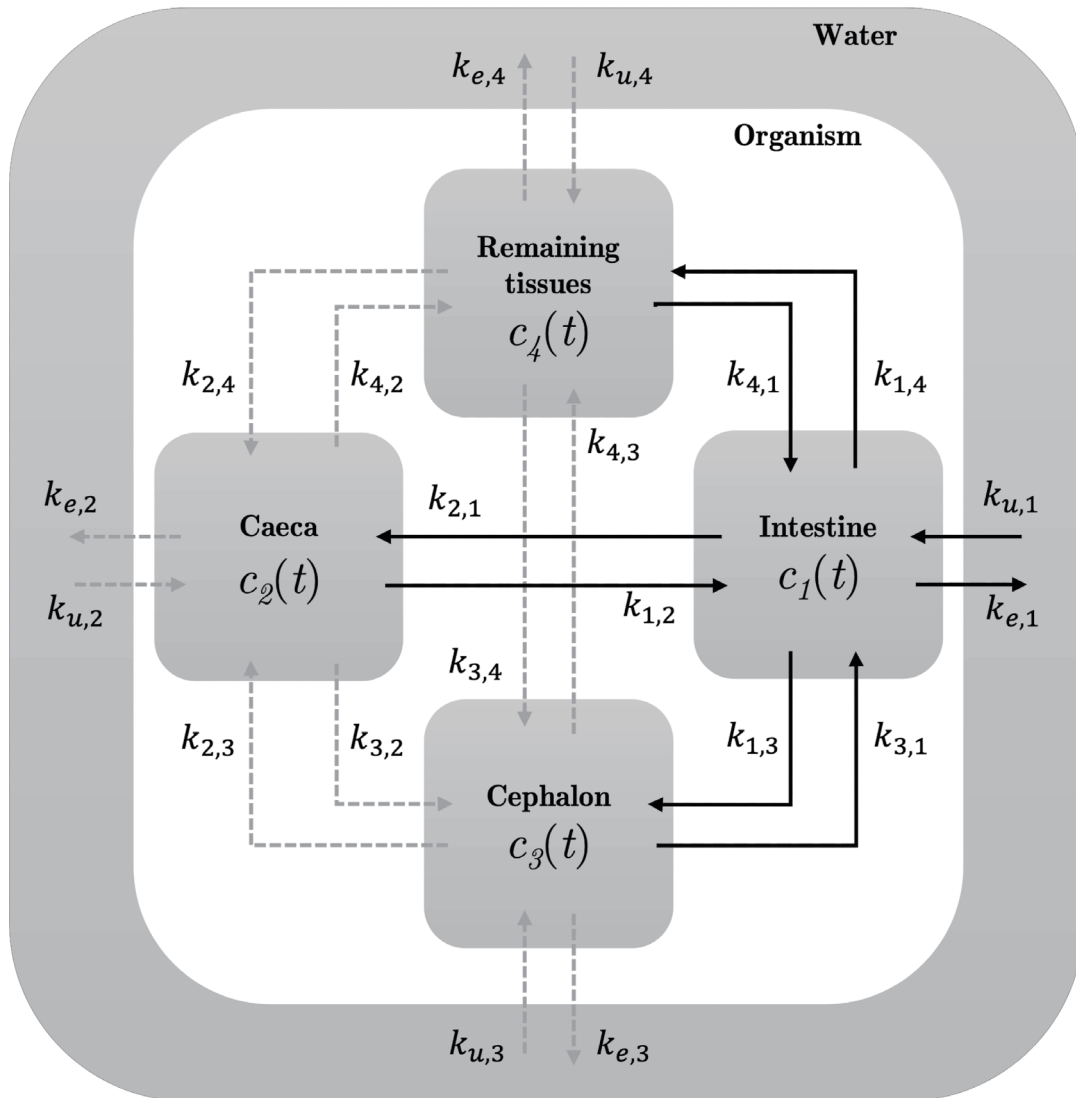 Water
k_{e,4}
k_{u,4}
Organism
Remaining
tissues
c_4(t)
k_{2,4}
k_{4,2}
k_{4,1}
k_{1,4}
k_{4,3}
k_{e,2}
k_{2,1}
k_{u,1}
Caeca
c_2(t)
Intestine
c_1(t)
k_{u,2}
k_{1,2}
k_{e,1}
k_{3,4}
k_{2,3}
k_{3,2}
k_{1,3}
k_{3,1}
Cephalon
c_3(t)
k_{u,3}
k_{e,3}